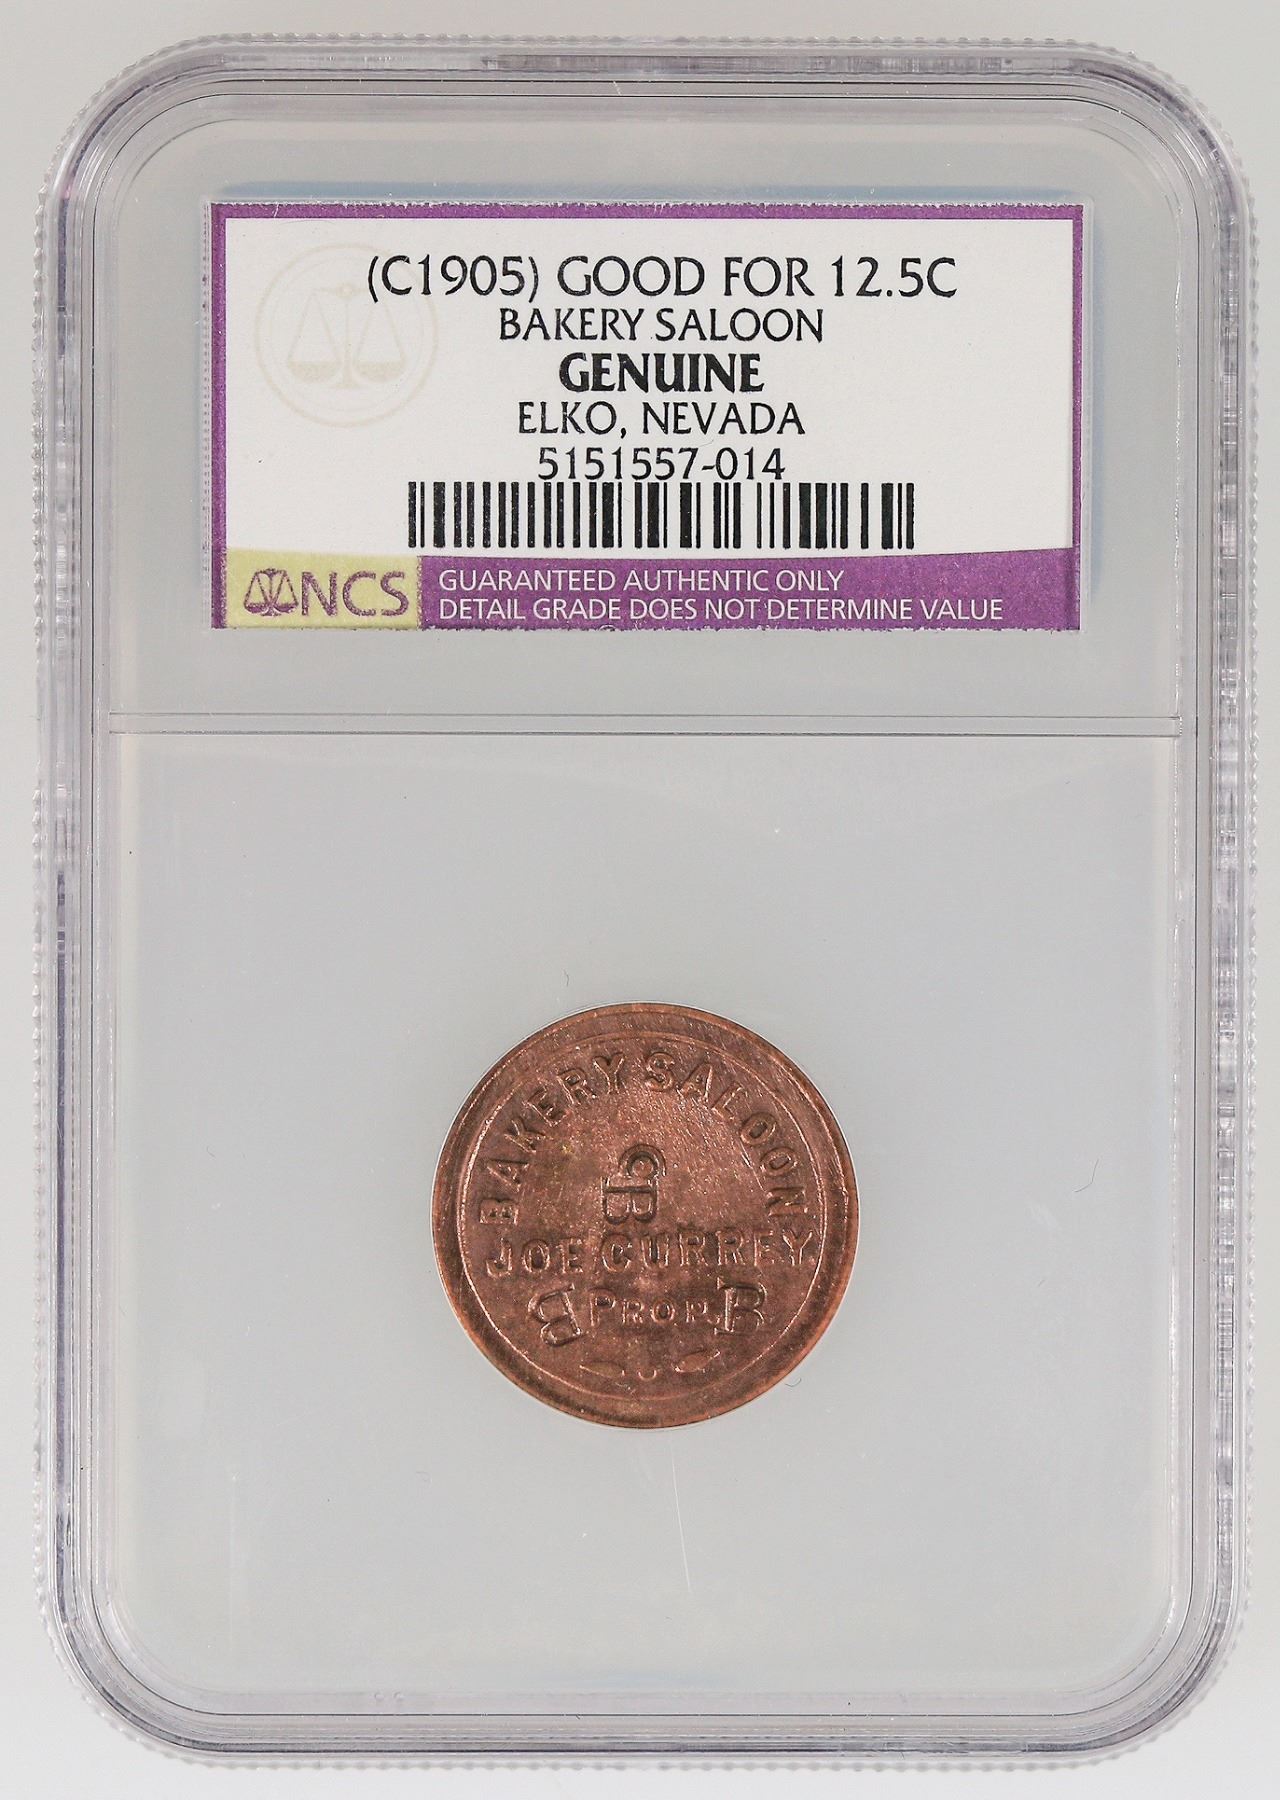 (C1905) GOOD FOR 12.5C
BAKERY SALOON
GENUINE
ELKO, NEVADA
5151557-014
NCS
GUARANTEED AUTHENTIC ONLY
DETAIL GRADE DOES NOT DETERMINE VALUE
BAKERY SALOON
CB
JOE CURREY
B PROP. B